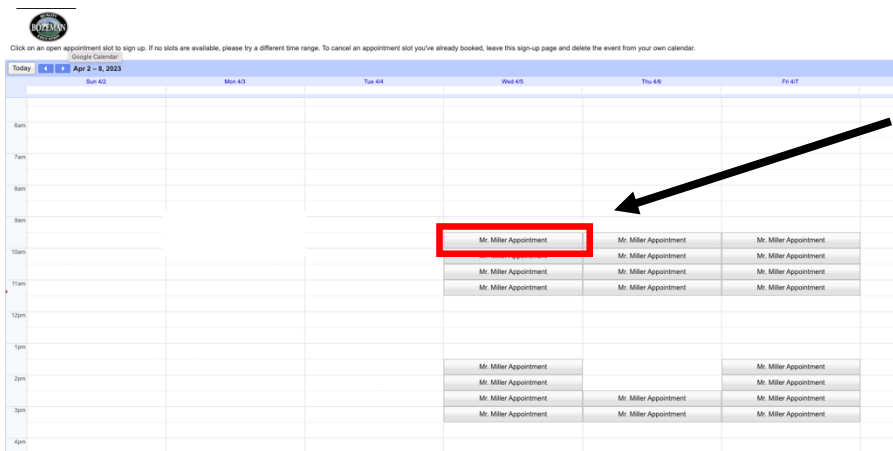 QUALITY
BOZEMAN
EDUCATION
Click on an open appointment slot to sign up. If no slots are available, please try a different time range. To cancel an appointment slot you've already booked, leave this sign-up page and delete the event from your own calendar.
Google Calendar
Today Apr 2 – 8, 2023
Sun 4/2 Mon 4/3 Tue 4/4 Wed 4/5 Thu 4/6 Fri 4/7
6am
7am
8am
9am
Mr. Miller Appointment Mr. Miller Appointment Mr. Miller Appointment
10am Mr. Miller Appointment Mr. Miller Appointment Mr. Miller Appointment
Mr. Miller Appointment Mr. Miller Appointment Mr. Miller Appointment
11am Mr. Miller Appointment Mr. Miller Appointment Mr. Miller Appointment
12pm
1pm
Mr. Miller Appointment Mr. Miller Appointment
2pm Mr. Miller Appointment Mr. Miller Appointment
Mr. Miller Appointment Mr. Miller Appointment Mr. Miller Appointment
3pm Mr. Miller Appointment Mr. Miller Appointment Mr. Miller Appointment
4pm